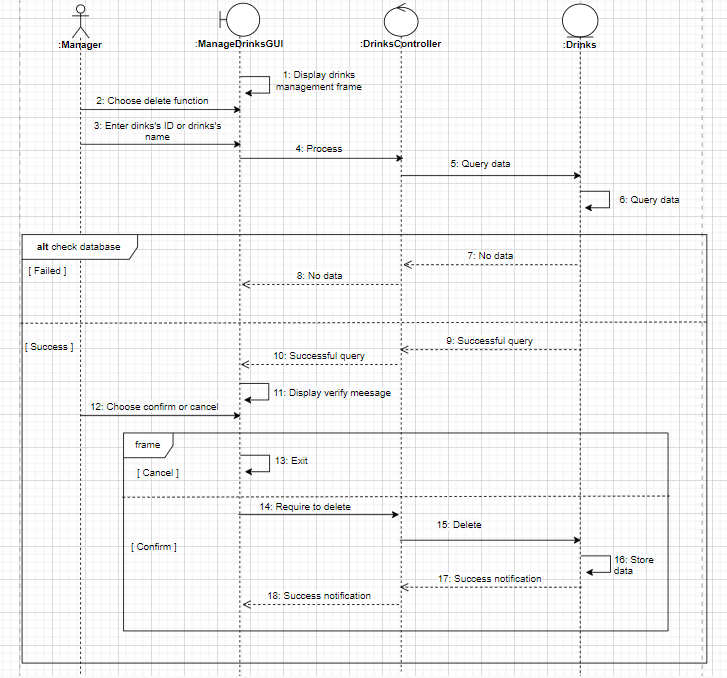 :Manager
:ManageDrinksGUI
:DrinksController
:Drinks
1: Display drinks
management frame
2: Choose delete function
3: Enter dinks's ID or drinks's
name
4: Process
5: Query data
6: Query data
alt check database
7: No data
[ Failed ]
8: No data
9: Successful query
[ Success ]
10: Successful query
11: Display verify meesage
12: Choose confirm or cancel
frame
13: Exit
[ Cancel ]
14: Require to delete
15: Delete
[ Confirm ]
16: Store
data
17: Success notification
18: Success notification